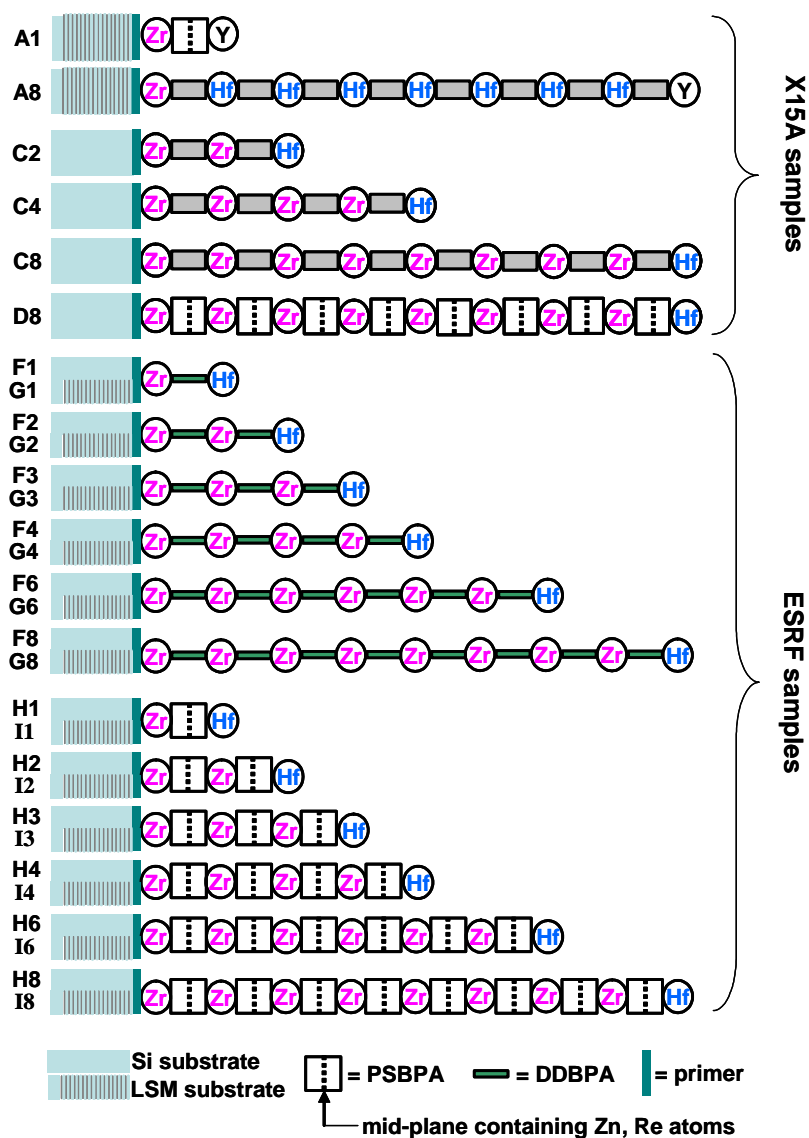 A1 Zr Y
A8 Zr Hf Hf Hf Hf Hf Hf Hf Y
C2 Zr Zr Hf
C4 Zr Zr Zr Zr Hf
C8 Zr Zr Zr Zr Zr Zr Zr Zr Hf
D8 Zr Zr Zr Zr Zr Zr Zr Zr Hf
X15A samples
F1 Zr Hf
G1
F2 Zr Zr Hf
G2
F3 Zr Zr Zr Hf
G3
F4 Zr Zr Zr Zr Hf
G4
F6 Zr Zr Zr Zr Zr Zr Hf
G6
F8 Zr Zr Zr Zr Zr Zr Zr Zr Hf
G8
H1 Zr Hf
I1
H2 Zr Zr Hf
I2
H3 Zr Zr Zr Hf
I3
H4 Zr Zr Zr Zr Hf
I4
H6 Zr Zr Zr Zr Zr Zr Hf
I6
H8 Zr Zr Zr Zr Zr Zr Zr Zr Hf
I8
ESRF samples
Si substrate
LSM substrate
= PSBPA
= DDBPA
= primer
mid-plane containing Zn, Re atoms